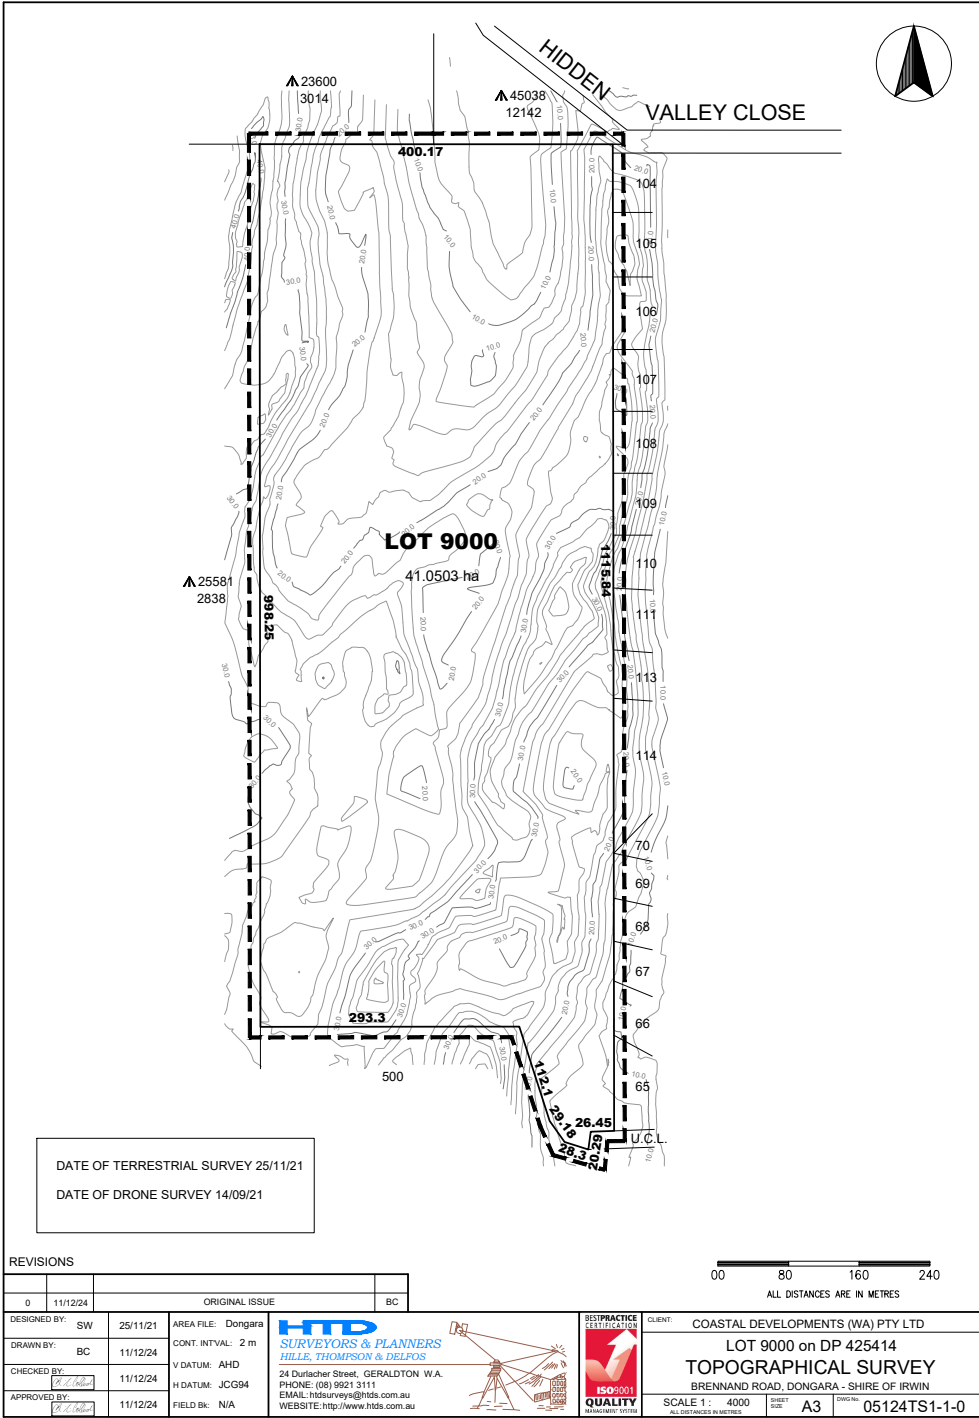 HIDDEN
VALLEY CLOSE
23600
3014
45038
12142
400.17
104
105
106
107
108
109
110
111
113
114
70
69
68
67
66
65
U.C.L.
LOT 9000
41.0503 ha
1115.84
25581
2838
998.25
293.3
500
112.1
29.18
28.3
20.29
26.45
30.0
40.0
20.0
10.0
DATE OF TERRESTRIAL SURVEY 25/11/21
DATE OF DRONE SURVEY 14/09/21
REVISIONS
0 11/12/24 ORIGINAL ISSUE BC
00 80 160 240
ALL DISTANCES ARE IN METRES
DESIGNED BY: SW 25/11/21
DRAWN BY: BC 11/12/24
CHECKED BY: 11/12/24
APPROVED BY: 11/12/24
AREA FILE: Dongara
CONT. INT'VAL: 2 m
V DATUM: AHD
H DATUM: JCG94
FIELD Bk: N/A
HTD
SURVEYORS & PLANNERS
HILLE, THOMPSON & DELFOS
24 Durlacher Street, GERALDTON W.A.
PHONE: (08) 9921 3111
EMAIL: htdsurveys@htds.com.au
WEBSITE: http://www.htds.com.au
BESTPRACTICE
CERTIFICATION
ISO9001
QUALITY
MANAGEMENT SYSTEM
CLIENT: COASTAL DEVELOPMENTS (WA) PTY LTD
LOT 9000 on DP 425414
TOPOGRAPHICAL SURVEY
BRENNAND ROAD, DONGARA - SHIRE OF IRWIN
SCALE 1 : 4000
ALL DISTANCES IN METRES
SHEET SIZE A3
DWG No. 05124TS1-1-0